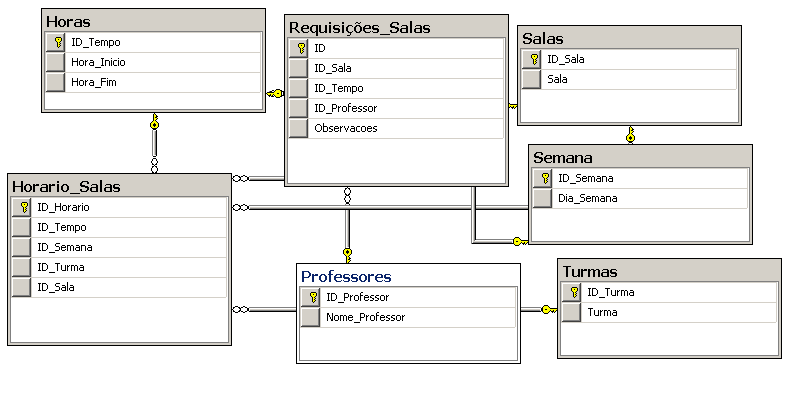 Horas
ID_Tempo
Hora_Inicio
Hora_Fim
Requisições_Salas
ID
ID_Sala
ID_Tempo
ID_Professor
Observacoes
Salas
ID_Sala
Sala
Semana
ID_Semana
Dia_Semana
Horario_Salas
ID_Horario
ID_Tempo
ID_Semana
ID_Turma
ID_Sala
Professores
ID_Professor
Nome_Professor
Turmas
ID_Turma
Turma